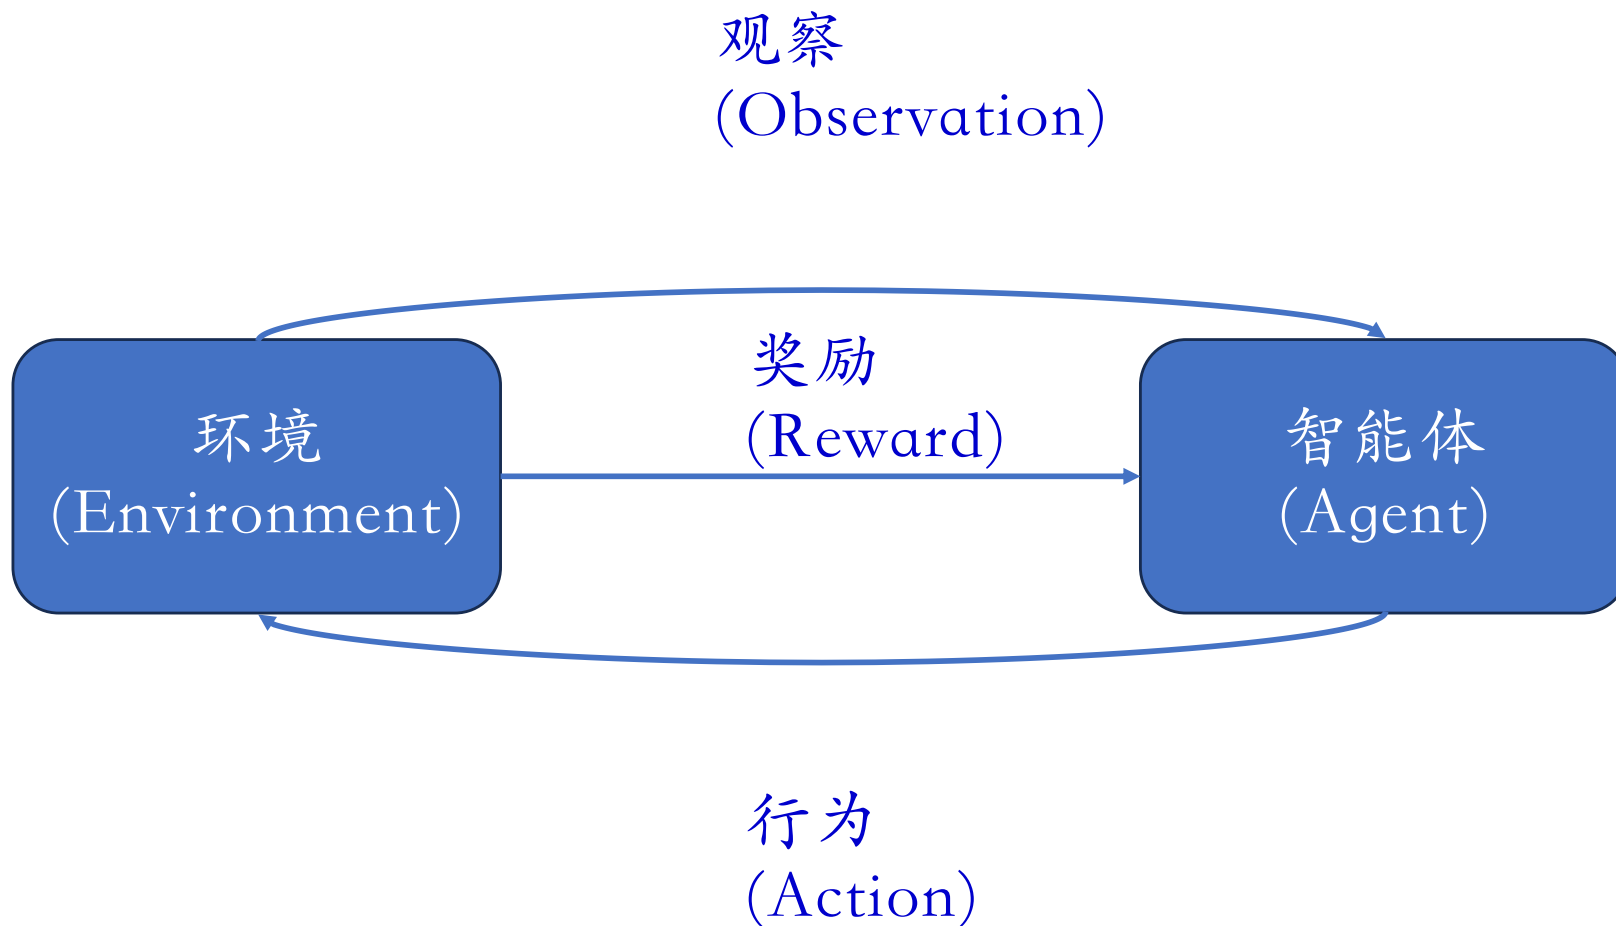 观察
(Observation)
奖励
(Reward)
环境
(Environment)
智能体
(Agent)
行为
(Action)